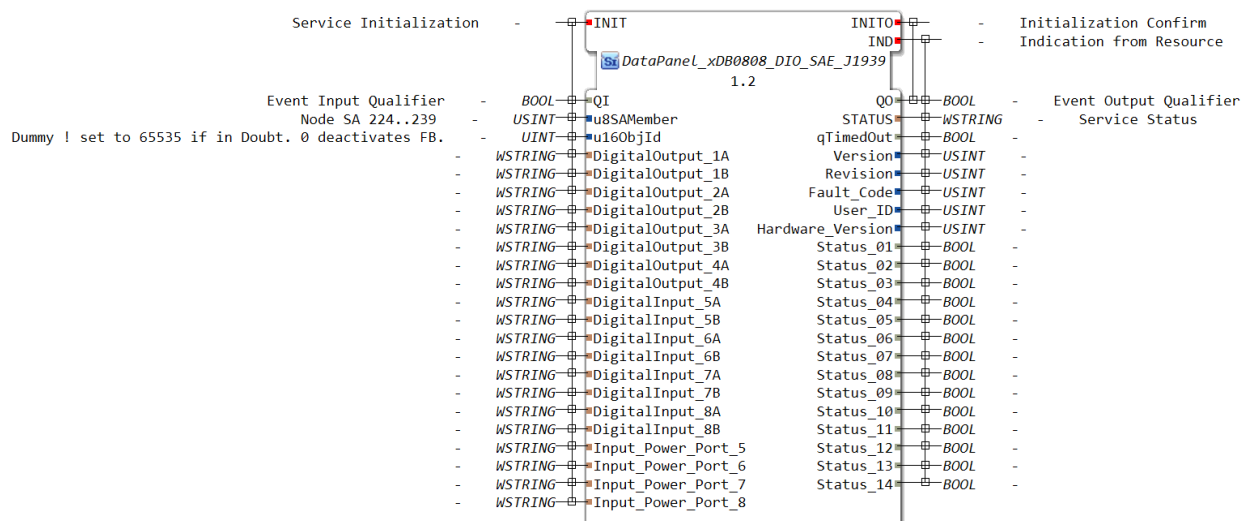 Service Initialization - INIT INITO - Initialization Confirm
IND - Indication from Resource
Si DataPanel_xDB0808_DIO_SAE_J1939
1.2
Event Input Qualifier - BOOL QI QO BOOL - Event Output Qualifier
Node SA 224..239 - USINT u8SAMember STATUS WSTRING - Service Status
Dummy ! set to 65535 if in Doubt. 0 deactivates FB. - UINT u16ObjId qTimedOut BOOL -
- WSTRING DigitalOutput_1A Version USINT -
- WSTRING DigitalOutput_1B Revision USINT -
- WSTRING DigitalOutput_2A Fault_Code USINT -
- WSTRING DigitalOutput_2B User_ID USINT -
- WSTRING DigitalOutput_3A Hardware_Version USINT -
- WSTRING DigitalOutput_3B Status_01 BOOL -
- WSTRING DigitalOutput_4A Status_02 BOOL -
- WSTRING DigitalOutput_4B Status_03 BOOL -
- WSTRING DigitalInput_5A Status_04 BOOL -
- WSTRING DigitalInput_5B Status_05 BOOL -
- WSTRING DigitalInput_6A Status_06 BOOL -
- WSTRING DigitalInput_6B Status_07 BOOL -
- WSTRING DigitalInput_7A Status_08 BOOL -
- WSTRING DigitalInput_7B Status_09 BOOL -
- WSTRING DigitalInput_8A Status_10 BOOL -
- WSTRING DigitalInput_8B Status_11 BOOL -
- WSTRING Input_Power_Port_5 Status_12 BOOL -
- WSTRING Input_Power_Port_6 Status_13 BOOL -
- WSTRING Input_Power_Port_7 Status_14 BOOL -
- WSTRING Input_Power_Port_8